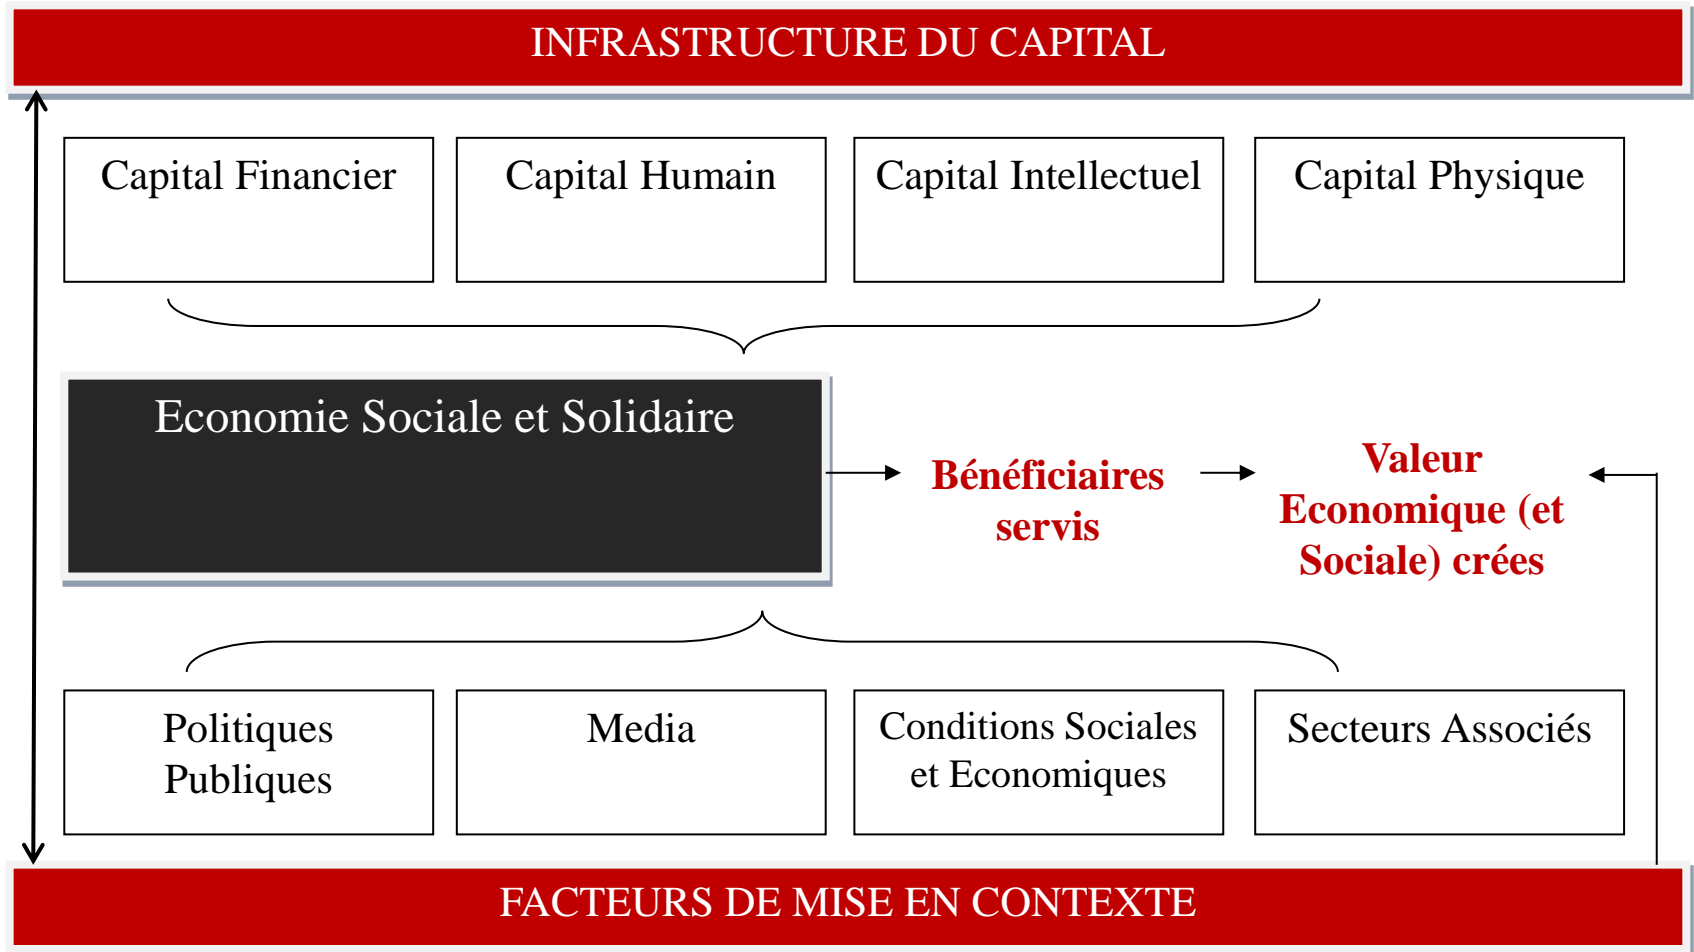 INFRASTRUCTURE DU CAPITAL
Capital Financier
Capital Humain
Capital Intellectuel
Capital Physique
Economie Sociale et Solidaire
Bénéficiaires
servis
Valeur
Economique (et
Sociale) crées
Politiques
Publiques
Media
Conditions Sociales
et Economiques
Secteurs Associés
FACTEURS DE MISE EN CONTEXTE